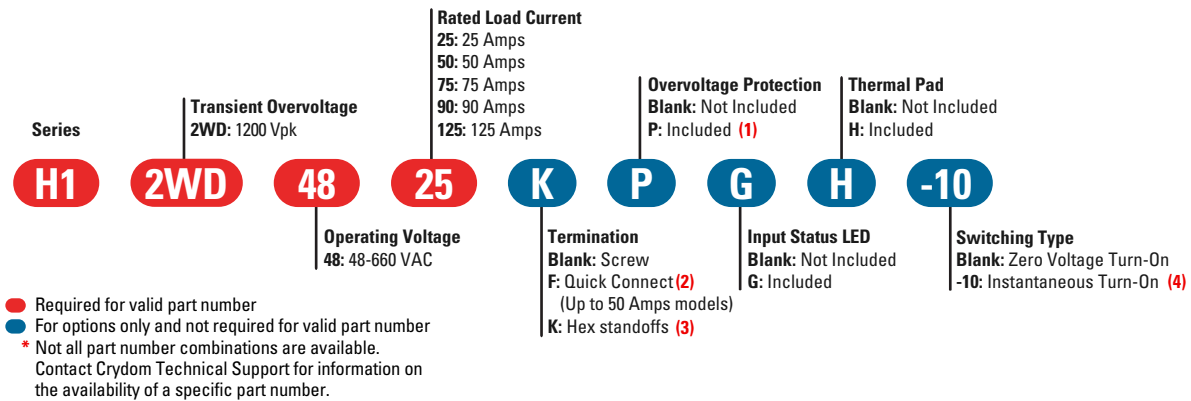 Rated Load Current
25: 25 Amps
50: 50 Amps
75: 75 Amps
90: 90 Amps
125: 125 Amps
Overvoltage Protection
Blank: Not Included
P: Included (1)
Thermal Pad
Blank: Not Included
H: Included
Transient Overvoltage
2WD: 1200 Vpk
Series
H1 2WD 48 25 K P G H -10
Operating Voltage
48: 48-660 VAC
Termination
Blank: Screw
F: Quick Connect (2)
(Up to 50 Amps models)
K: Hex standoffs (3)
Input Status LED
Blank: Not Included
G: Included
Switching Type
Blank: Zero Voltage Turn-On
-10: Instantaneous Turn-On (4)
Required for valid part number
For options only and not required for valid part number
* Not all part number combinations are available.
Contact Crydom Technical Support for information on
the availability of a specific part number.